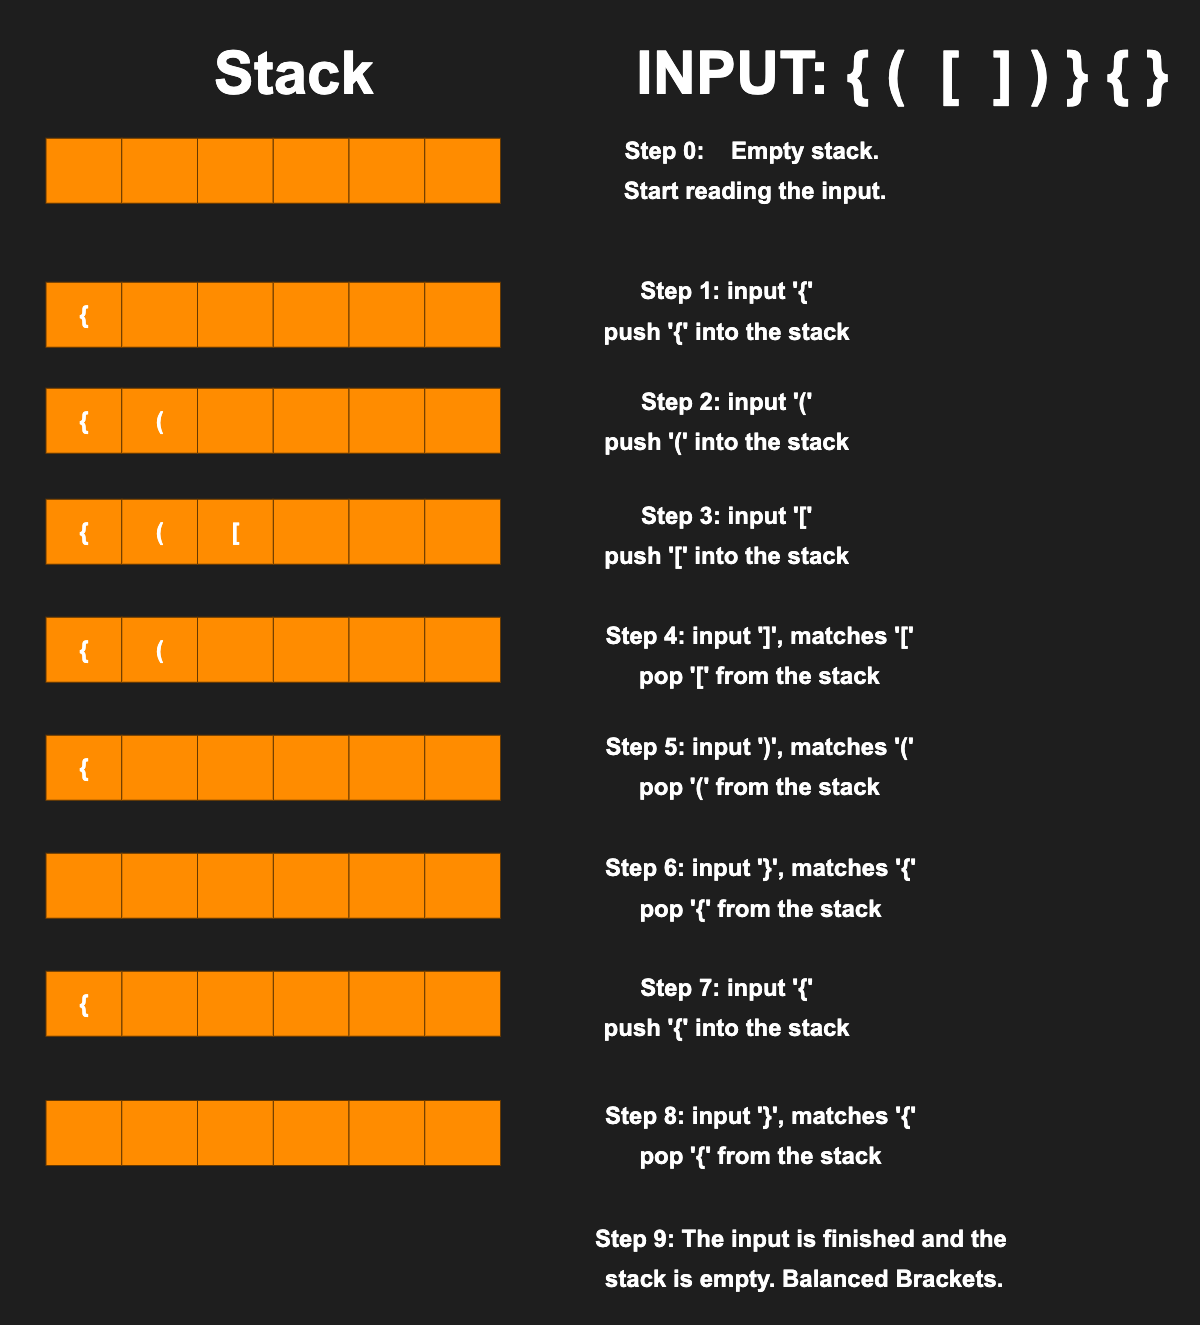 Stack
INPUT: { ( [ ] ) } { }
Step 0: Empty stack.
Start reading the input.
{
Step 1: input '{'
push '{' into the stack
{ (
Step 2: input '('
push '(' into the stack
{ ( [
Step 3: input '['
push '[' into the stack
{ (
Step 4: input ']', matches '['
pop '[' from the stack
{
Step 5: input ')', matches '('
pop '(' from the stack
Step 6: input '}', matches '{'
pop '{' from the stack
{
Step 7: input '{'
push '{' into the stack
Step 8: input '}', matches '{'
pop '{' from the stack
Step 9: The input is finished and the
stack is empty. Balanced Brackets.